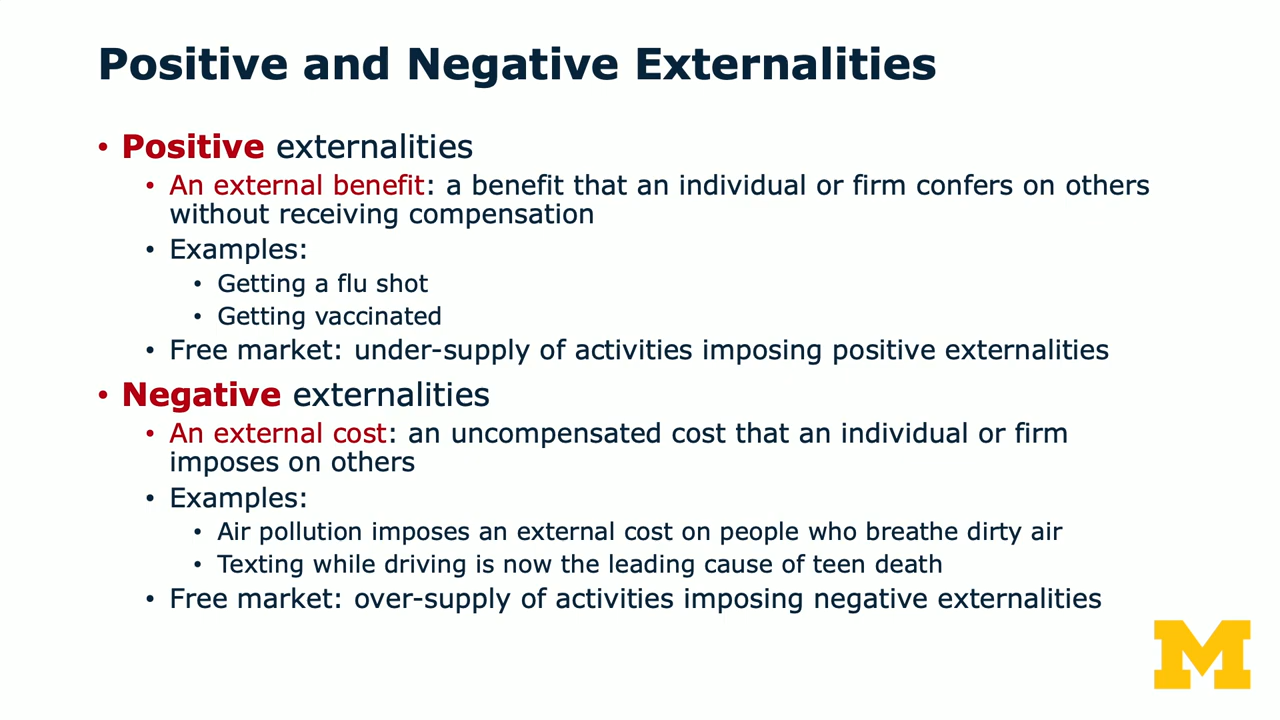 Positive and Negative Externalities
• Positive externalities
• An external benefit: a benefit that an individual or firm confers on others
without receiving compensation
• Examples:
• Getting a flu shot
• Getting vaccinated
• Free market: under-supply of activities imposing positive externalities
• Negative externalities
• An external cost: an uncompensated cost that an individual or firm
imposes on others
• Examples:
• Air pollution imposes an external cost on people who breathe dirty air
• Texting while driving is now the leading cause of teen death
• Free market: over-supply of activities imposing negative externalities
M